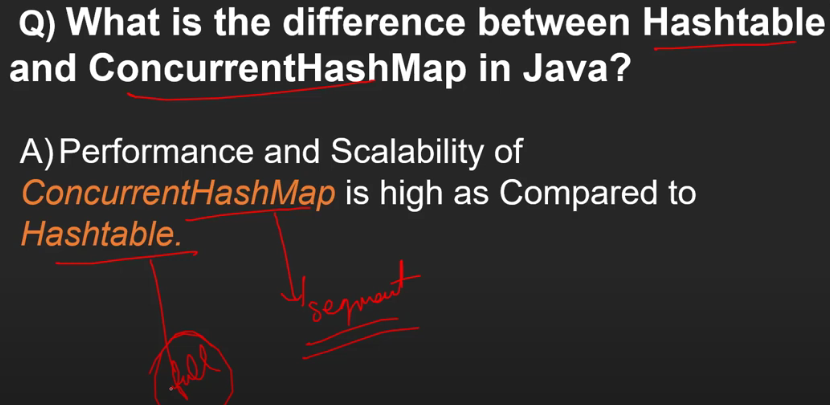 Q) What is the difference between Hashtable
and ConcurrentHashMap in Java?
A) Performance and Scalability of
ConcurrentHashMap is high as Compared to
Hashtable.
segment
full